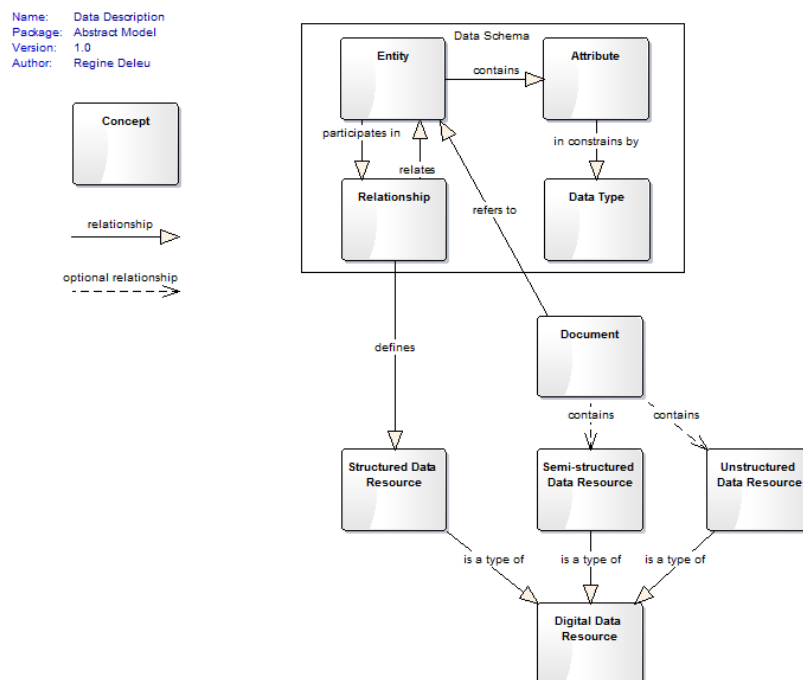 Name: Data Description
Package: Abstract Model
Version: 1.0
Author: Regine Deleu
Data Schema
Entity
contains
Attribute
Concept
participates in
relates
in constrains by
relationship
Relationship
refers to
Data Type
optional relationship
Document
defines
contains
contains
Structured Data
Resource
Semi-structured
Data Resource
Unstructured
Data Resource
is a type of
is a type of
is a type of
Digital Data
Resource